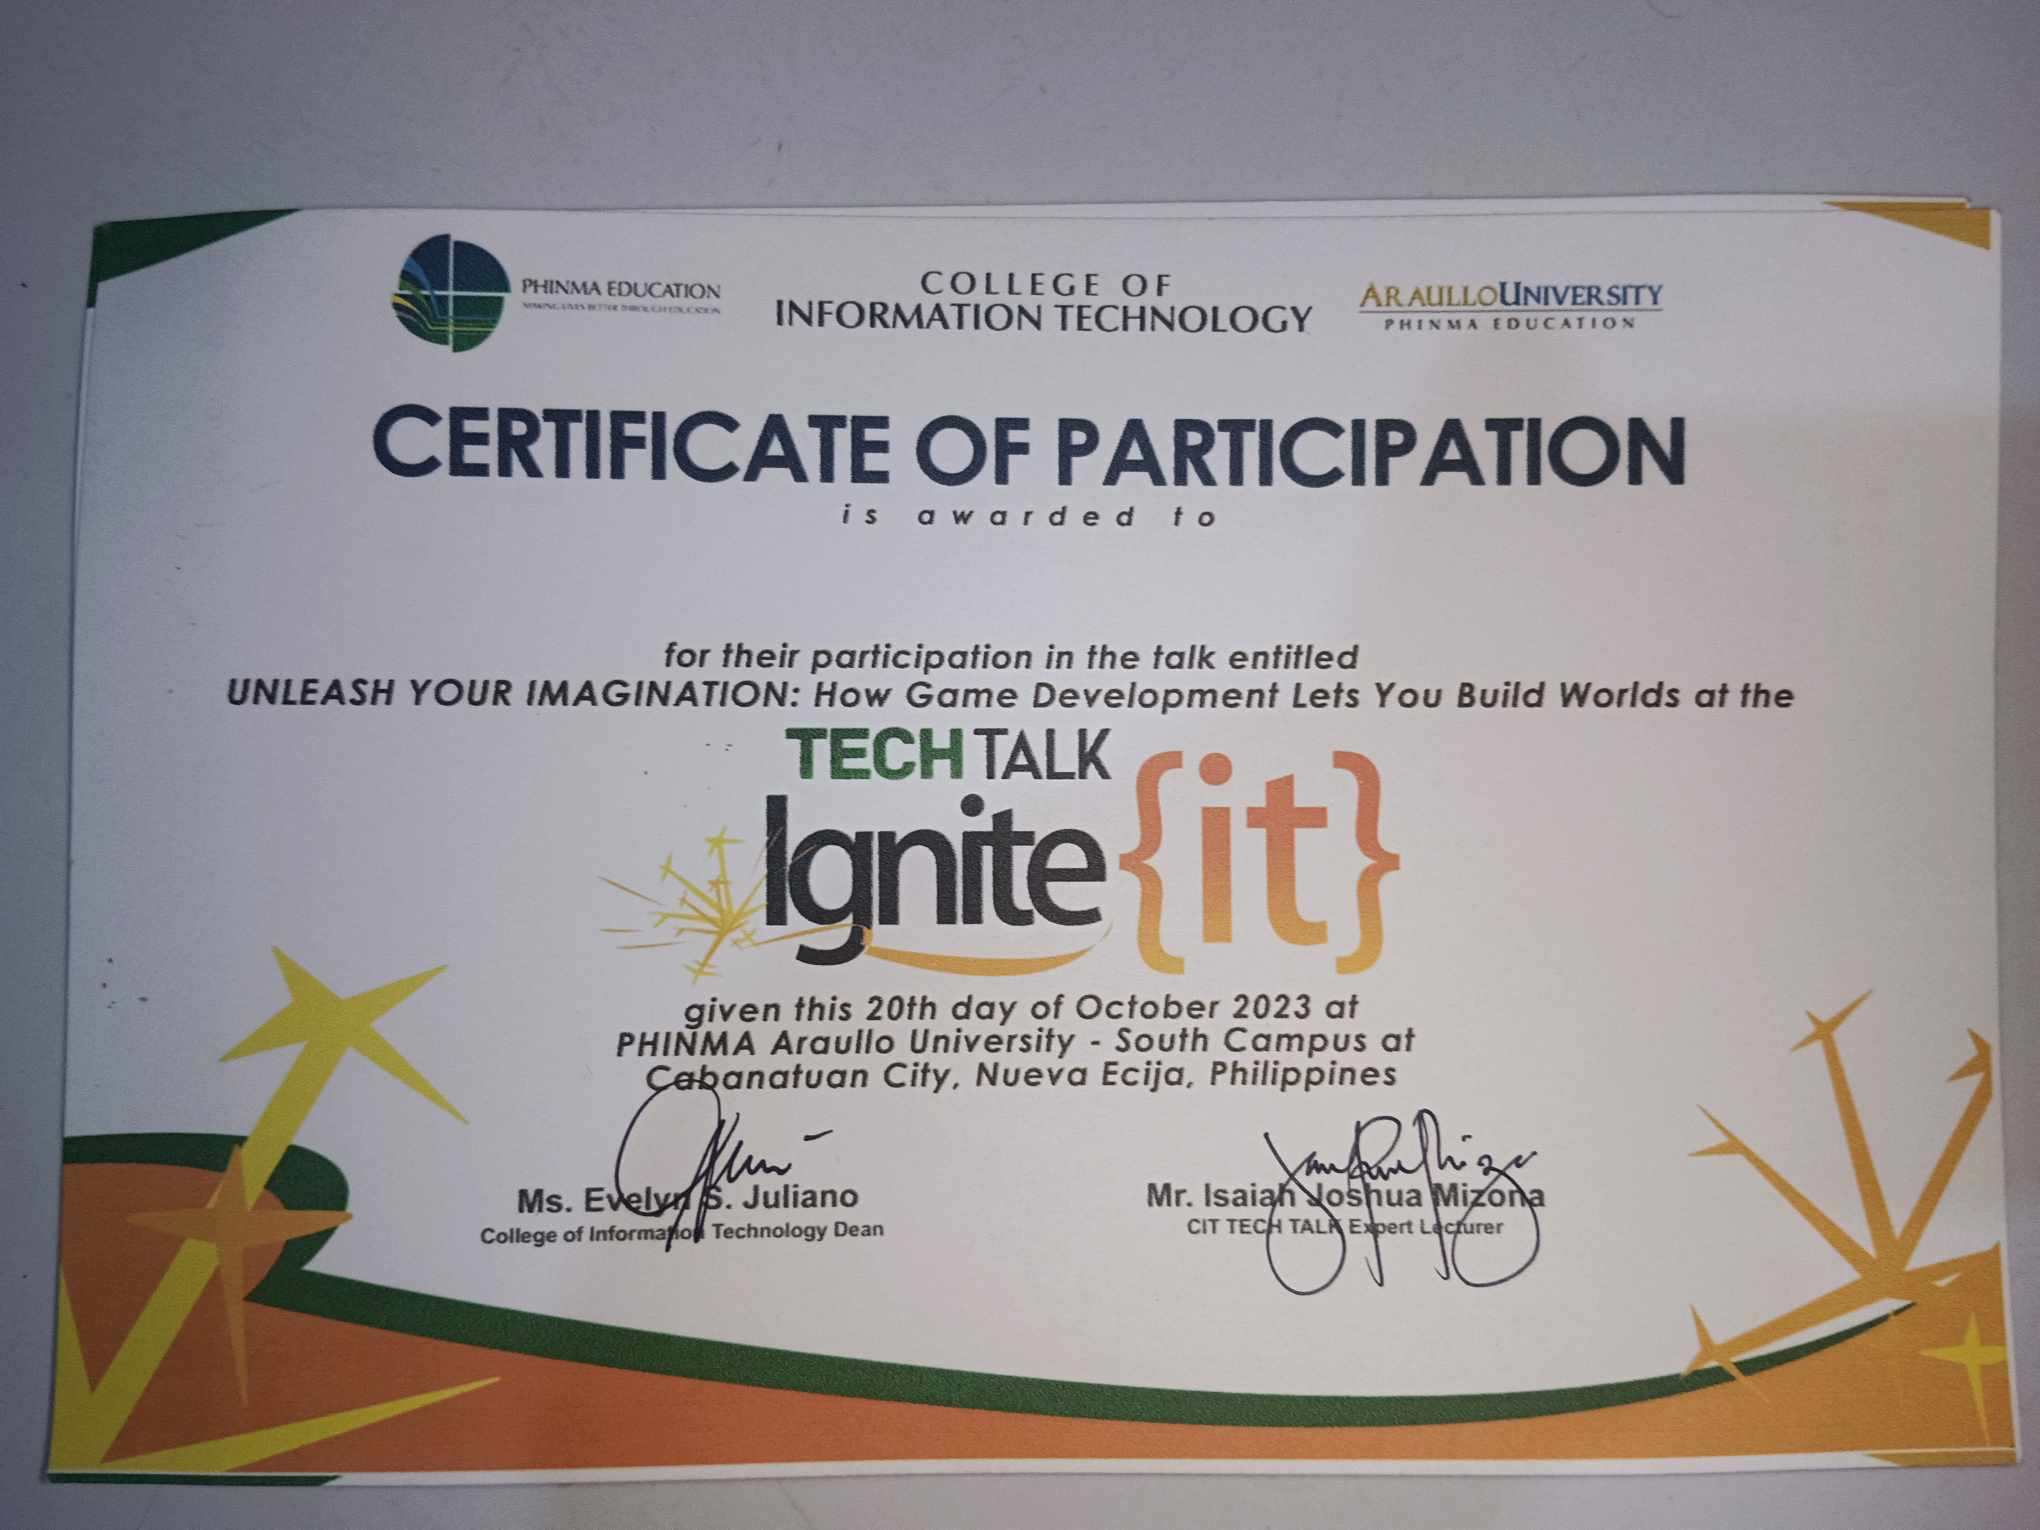 PHINMA EDUCATION
MAKING LIVES BETTER THROUGH EDUCATION
COLLEGE OF
INFORMATION TECHNOLOGY
ARAULLO UNIVERSITY
PHINMA EDUCATION
CERTIFICATE OF PARTICIPATION
is awarded to
for their participation in the talk entitled
UNLEASH YOUR IMAGINATION: How Game Development Lets You Build Worlds at the
TECH TALK
Ignite {it}
given this 20th day of October 2023 at
PHINMA Araullo University - South Campus at
Cabanatuan City, Nueva Ecija, Philippines
Ms. Evelyn S. Juliano
College of Information Technology Dean
Mr. Isaiah Joshua Mizona
CIT TECH TALK Expert Lecturer